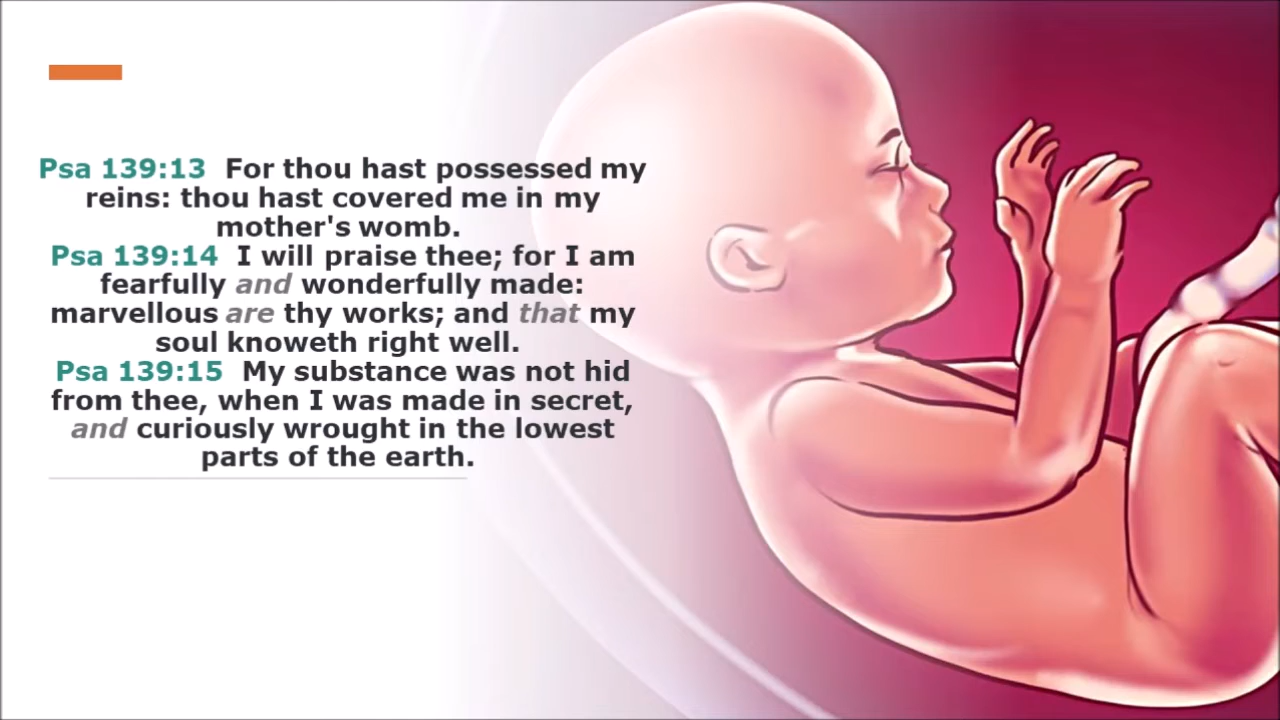 Psa 139:13 For thou hast possessed my
reins: thou hast covered me in my
mother's womb.
Psa 139:14 I will praise thee; for I am
fearfully and wonderfully made:
marvellous are thy works; and that my
soul knoweth right well.
Psa 139:15 My substance was not hid
from thee, when I was made in secret,
and curiously wrought in the lowest
parts of the earth.